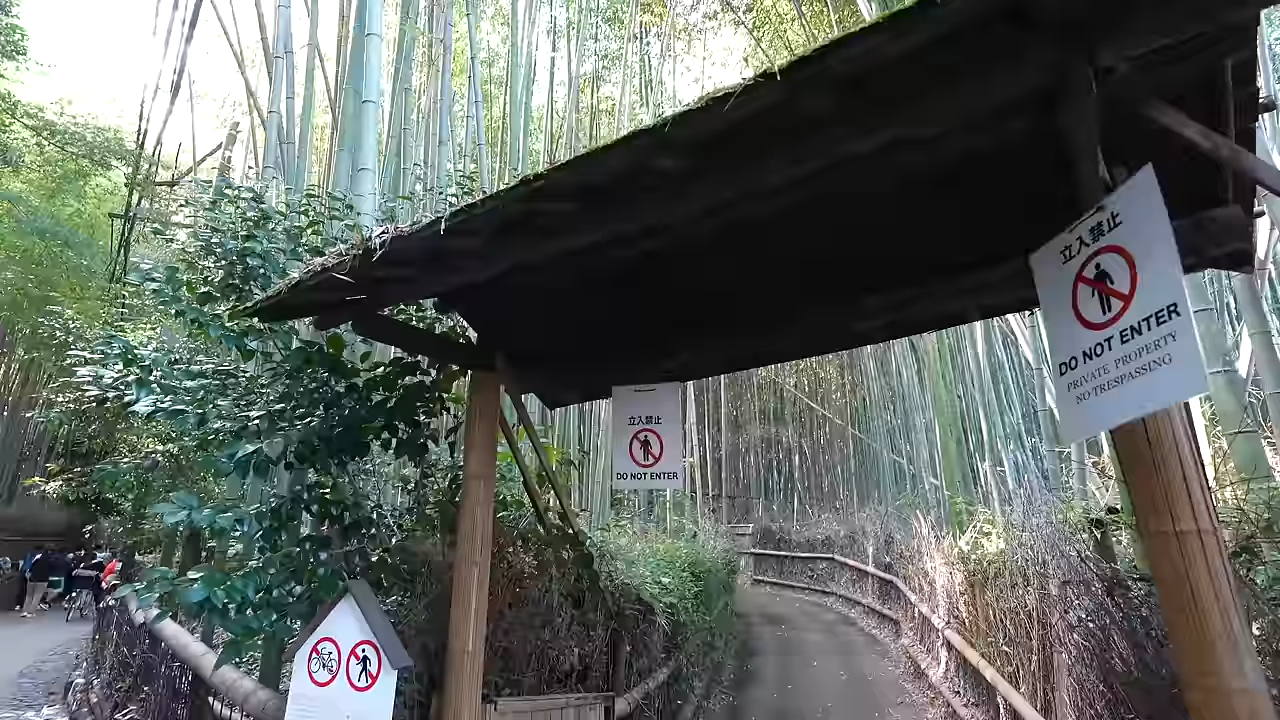 立入禁止
DO NOT ENTER
立入禁止
DO NOT ENTER
PRIVATE PROPERTY
NO TRESPASSING